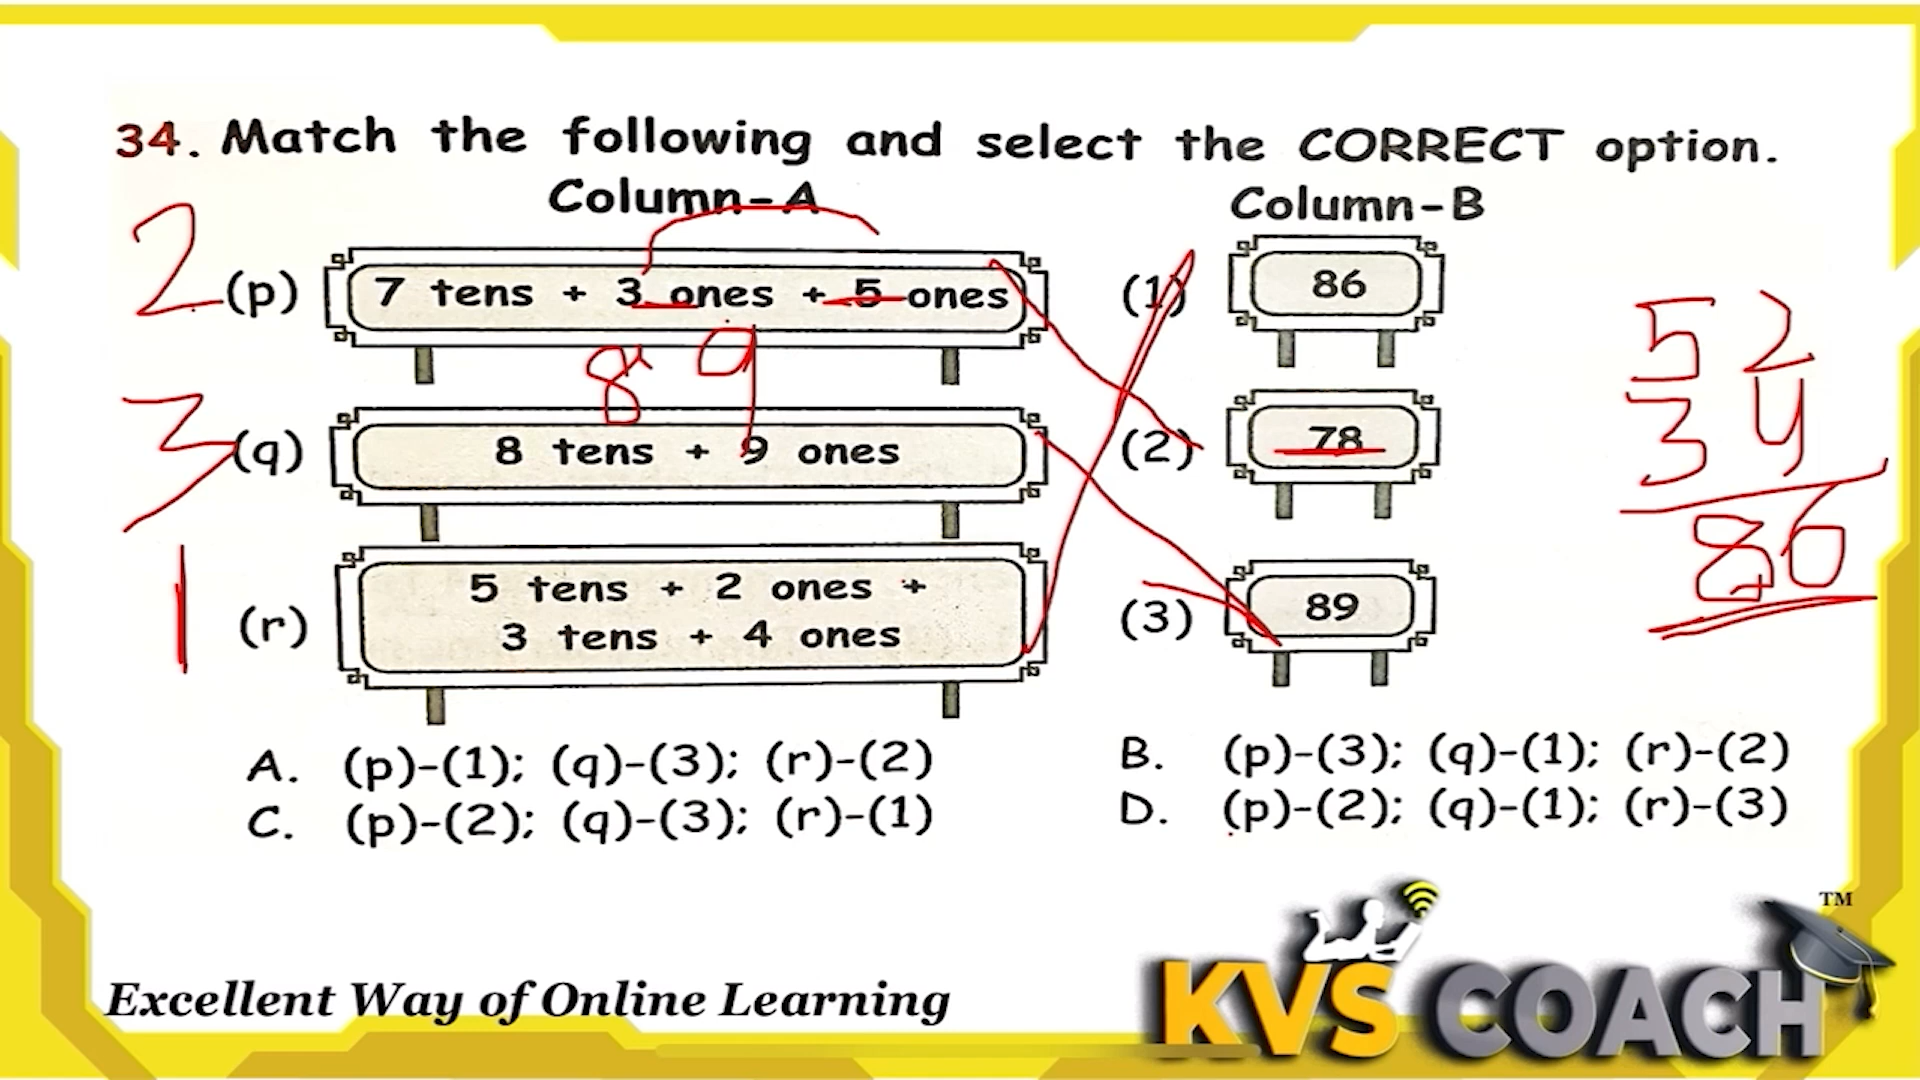 34. Match the following and select the CORRECT option.
Column-A
Column-B
2
(p)
7 tens + 3 ones + 5 ones
(1)
86
8 9
3
(q)
8 tens + 9 ones
(2)
78
1
(r)
5 tens + 2 ones +
3 tens + 4 ones
(3)
89
52
34
86
A. (p)-(1); (q)-(3); (r)-(2)
B. (p)-(3); (q)-(1); (r)-(2)
C. (p)-(2); (q)-(3); (r)-(1)
D. (p)-(2); (q)-(1); (r)-(3)
Excellent Way of Online Learning
KVS COACH
TM